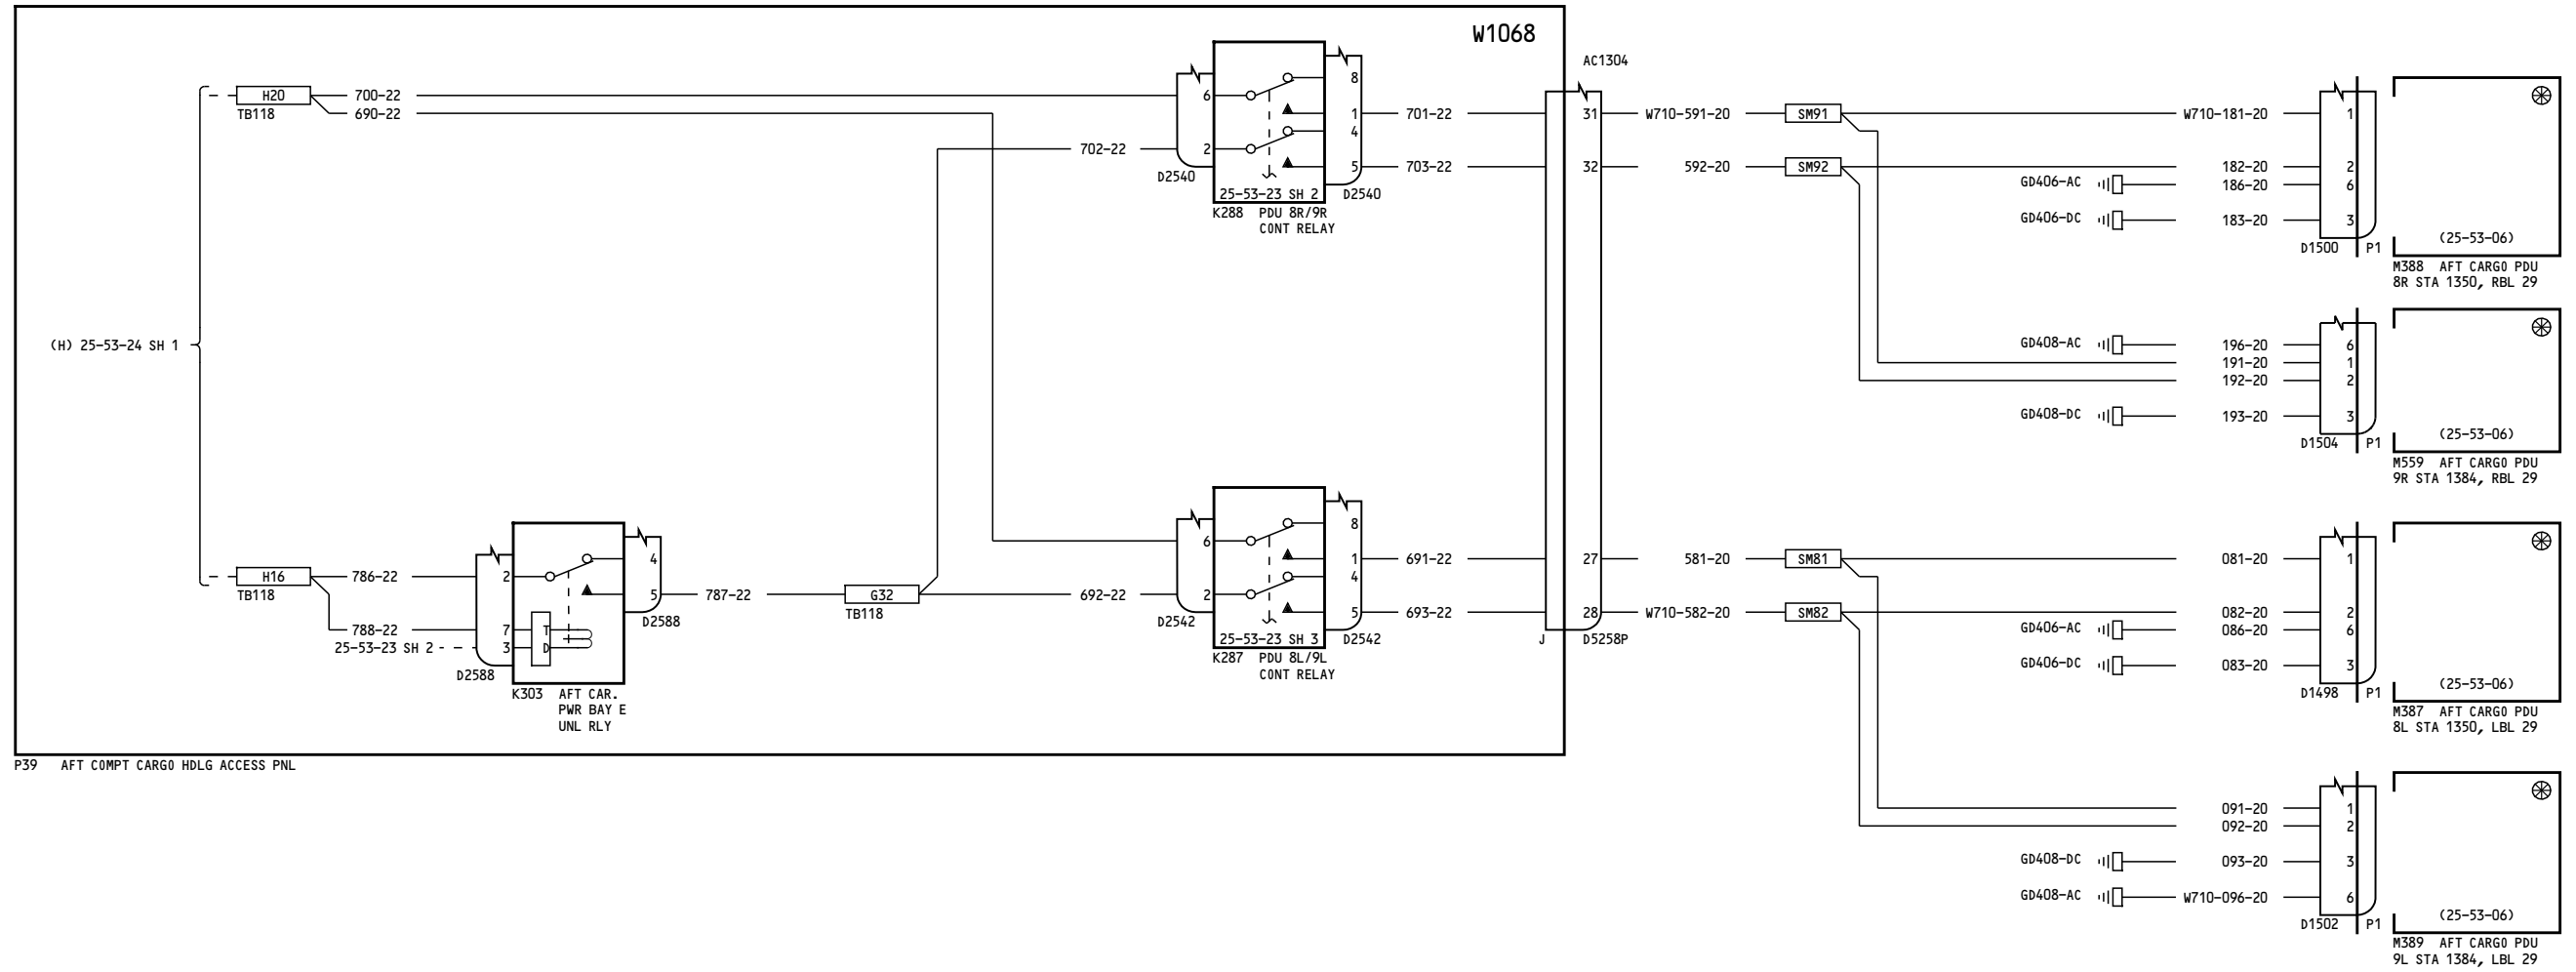 W1068
AC1304
H20
TB118
700-22
690-22
702-22
6
2
D2540
8
1
4
5
25-53-23 SH 2
D2540
K288 PDU 8R/9R
CONT RELAY
701-22
703-22
31
32
W710-591-20
592-20
SM91
SM92
W710-181-20
182-20
GD406-AC
186-20
GD406-DC
183-20
1
2
6
3
D1500
P1
(25-53-06)
M388 AFT CARGO PDU
8R STA 1350, RBL 29
(H) 25-53-24 SH 1
GD408-AC
196-20
191-20
192-20
GD408-DC
193-20
6
1
2
3
D1504
P1
(25-53-06)
M559 AFT CARGO PDU
9R STA 1384, RBL 29
H16
TB118
786-22
788-22
25-53-23 SH 2
2
7
3
T
D
D2588
4
5
D2588
K303 AFT CAR.
PWR BAY E
UNL RLY
787-22
G32
TB118
692-22
6
2
D2542
8
1
4
5
25-53-23 SH 3
D2542
K287 PDU 8L/9L
CONT RELAY
691-22
693-22
27
28
J
D5258P
581-20
W710-582-20
SM81
SM82
081-20
082-20
GD406-AC
086-20
GD406-DC
083-20
1
2
6
3
D1498
P1
(25-53-06)
M387 AFT CARGO PDU
8L STA 1350, LBL 29
P39 AFT COMPT CARGO HDLG ACCESS PNL
091-20
092-20
GD408-DC
093-20
GD408-AC
W710-096-20
1
2
3
6
D1502
P1
(25-53-06)
M389 AFT CARGO PDU
9L STA 1384, LBL 29